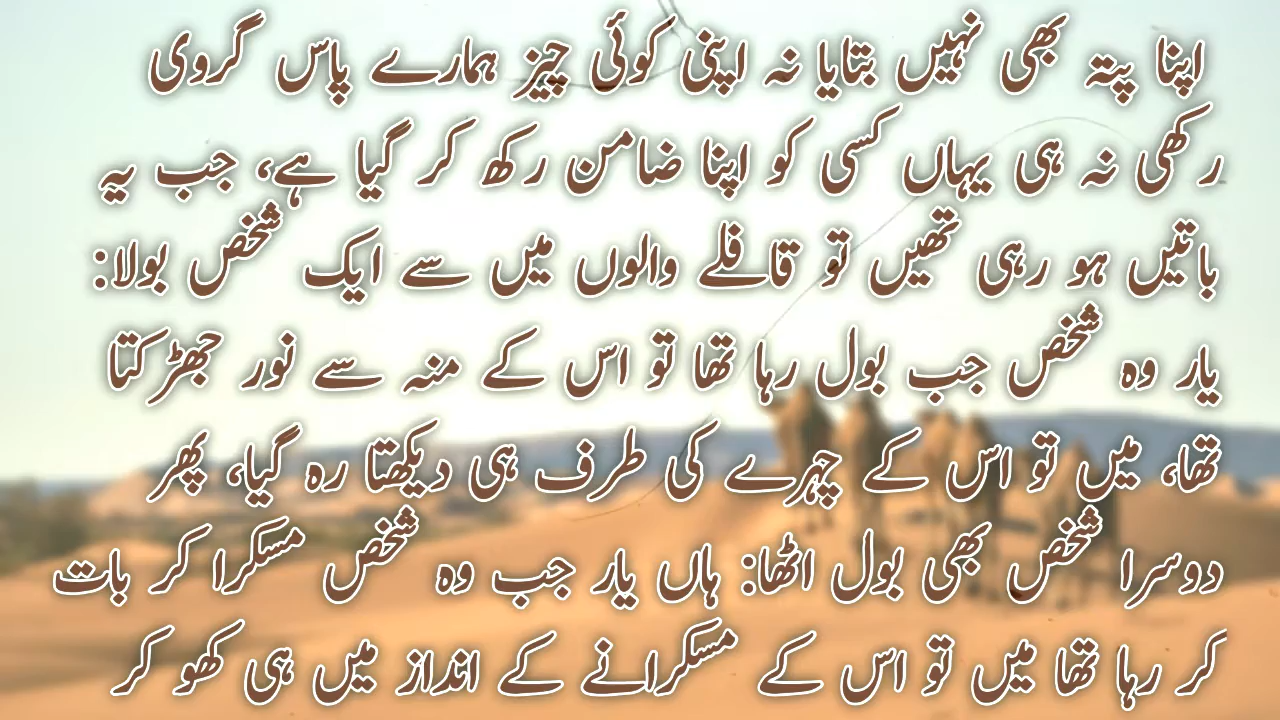 اپنا پتہ بھی نہیں بتایا نہ اپنی کوئی چیز ہمارے پاس گروی
رکھی نہ ہی یہاں کسی کو اپنا ضامن رکھ کر گیا ہے، جب یہ
باتیں ہو رہی تھیں تو قافلے والوں میں سے ایک شخص بولا:
یار وہ شخص جب بول رہا تھا تو اس کے منہ سے نور جھڑکتا
تھا، میں تو اس کے چہرے کی طرف ہی دیکھتا رہ گیا، پھر
دوسرا شخص بھی بول اٹھا: ہاں یار جب وہ شخص مسکرا کر بات
کر رہا تھا میں تو اس کے مسکرانے کے انداز میں ہی کھو کر